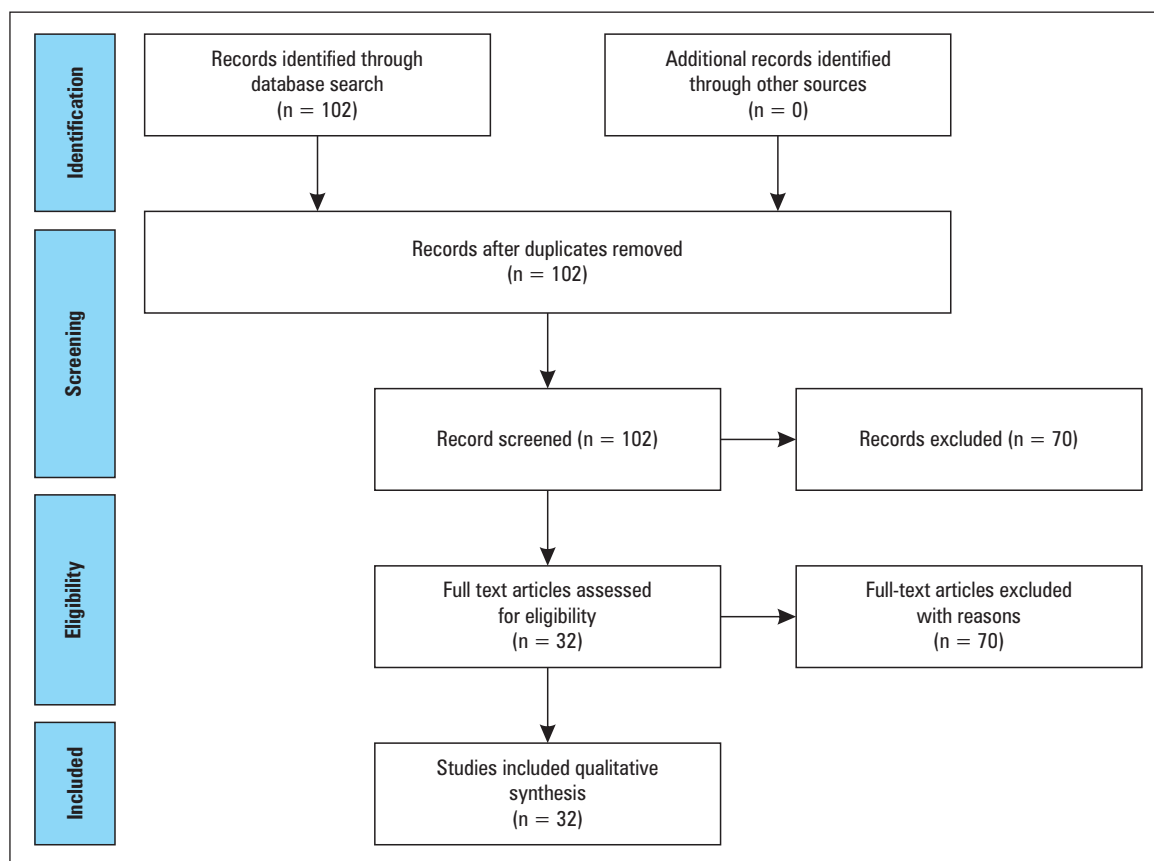 Identification
Records identified through
database search
(n = 102)
Additional records identified
through other sources
(n = 0)
Screening
Records after duplicates removed
(n = 102)
Record screened (n = 102)
Records excluded (n = 70)
Eligibility
Full text articles assessed
for eligibility
(n = 32)
Full-text articles excluded
with reasons
(n = 70)
Included
Studies included qualitative
synthesis
(n = 32)